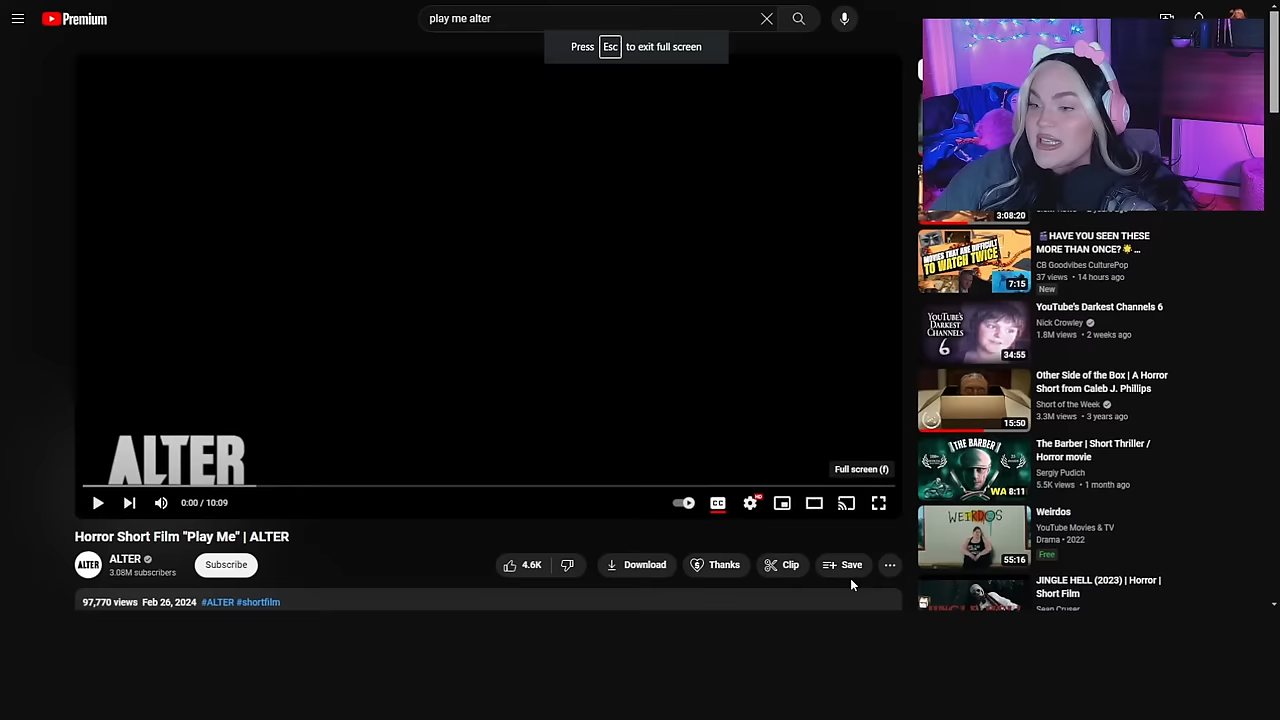 Premium
play me alter
Press Esc to exit full screen
ALTER
Full screen (f)
0:00 / 10:09
CC
HD
Horror Short Film "Play Me" | ALTER
ALTER
ALTER
3.08M subscribers
Subscribe
4.6K
Download
Thanks
Clip
Save
97,770 views Feb 26, 2024 #ALTER #shortfilm
3:08:20
MOVIES THAT ARE DIFFICULT
TO WATCH TWICE
7:15
🎬HAVE YOU SEEN THESE
MORE THAN ONCE?🌟 ...
CB Goodvibes CulturePop
37 views • 14 hours ago
New
YOUTUBE'S
DARKEST
CHANNELS
6
34:55
YouTube's Darkest Channels 6
Nick Crowley
1.8M views • 2 weeks ago
15:50
Other Side of the Box | A Horror
Short from Caleb J. Phillips
Short of the Week
3.3M views • 3 years ago
THE BARBER
WA
8:11
The Barber | Short Thriller /
Horror movie
Sergiy Pudich
5.5K views • 1 month ago
WEIRDOS
55:16
Weirdos
YouTube Movies & TV
Drama • 2022
Free
JINGLE HELL (2023) | Horror |
Short Film
Sean Cruser